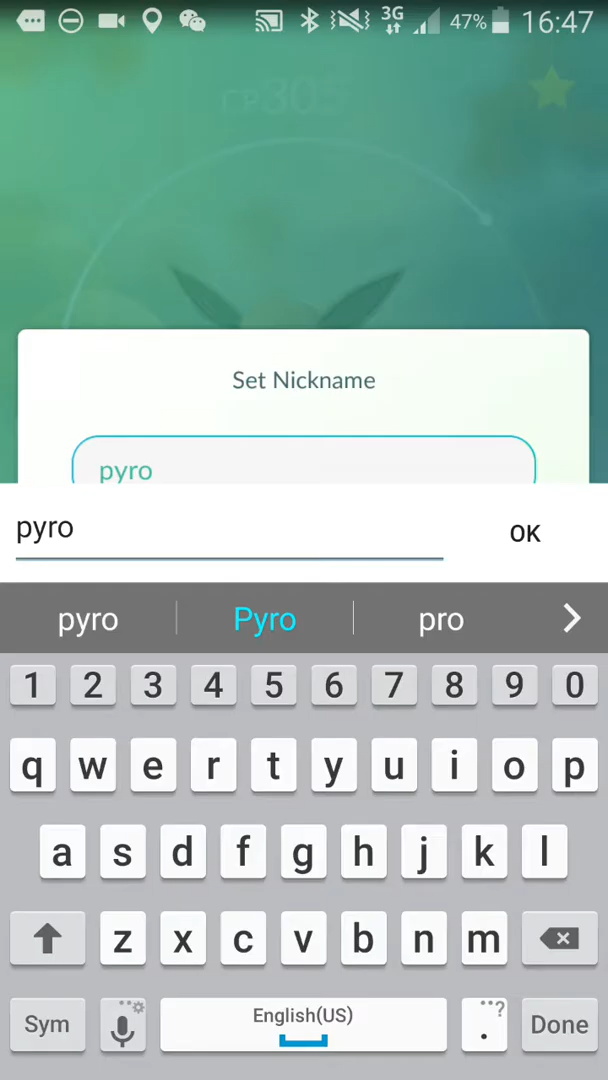 3G 47% 16:47
CP305
Set Nickname
pyro
pyro OK
pyro Pyro pro
1 2 3 4 5 6 7 8 9 0
q w e r t y u i o p
a s d f g h j k l
z x c v b n m
Sym English(US) . ? Done